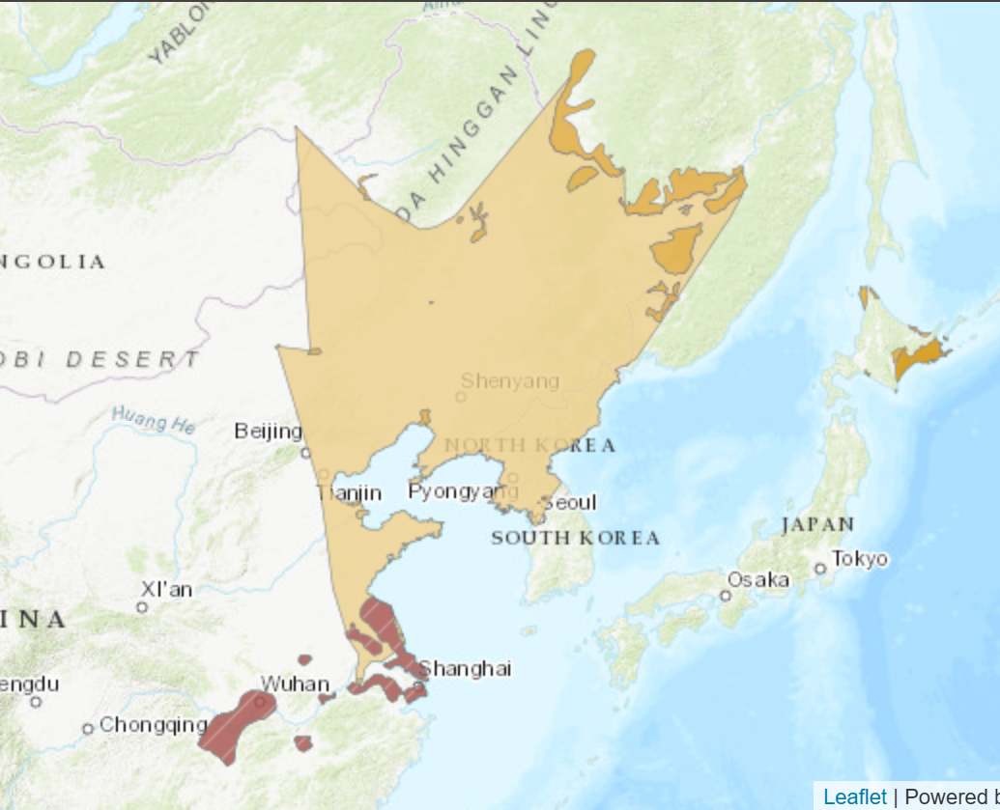 YABLON
DA HINGGAN LING
NGOLIA
OBI DESERT
Shenyang
Huang He
Beijing
NORTH KOREA
Tianjin
Pyongyang
Seoul
SOUTH KOREA
JAPAN
Tokyo
Osaka
XI'an
INA
Shanghai
engdu
Wuhan
Chongqing
Leaflet | Powered b